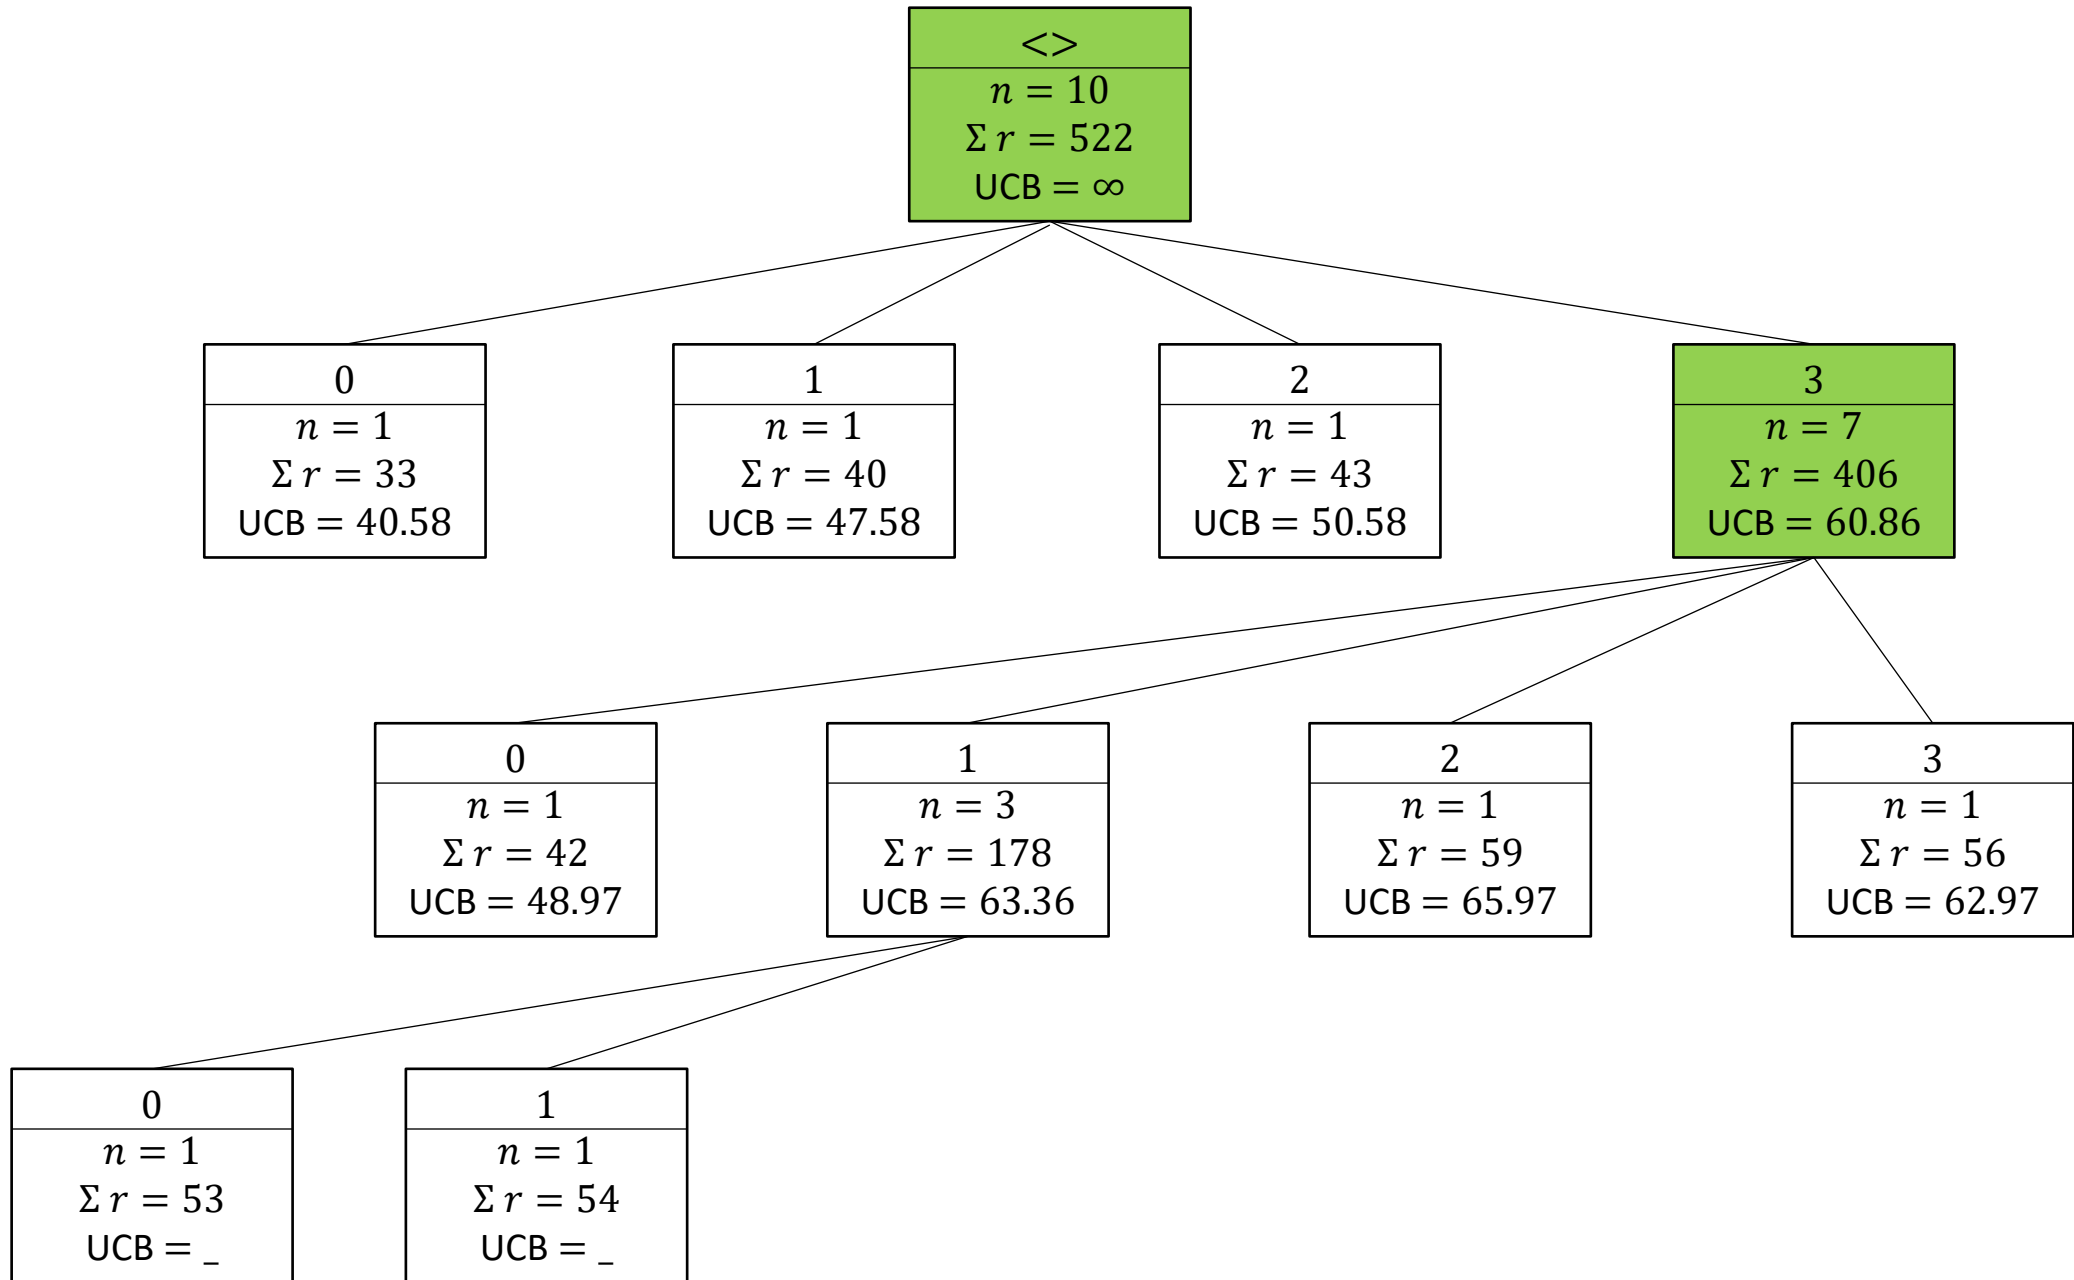 <>
n = 10
Σ r = 522
UCB = ∞
0
n = 1
Σ r = 33
UCB = 40.58
1
n = 1
Σ r = 40
UCB = 47.58
2
n = 1
Σ r = 43
UCB = 50.58
3
n = 7
Σ r = 406
UCB = 60.86
0
n = 1
Σ r = 42
UCB = 48.97
1
n = 3
Σ r = 178
UCB = 63.36
2
n = 1
Σ r = 59
UCB = 65.97
3
n = 1
Σ r = 56
UCB = 62.97
0
n = 1
Σ r = 53
UCB = _
1
n = 1
Σ r = 54
UCB = _